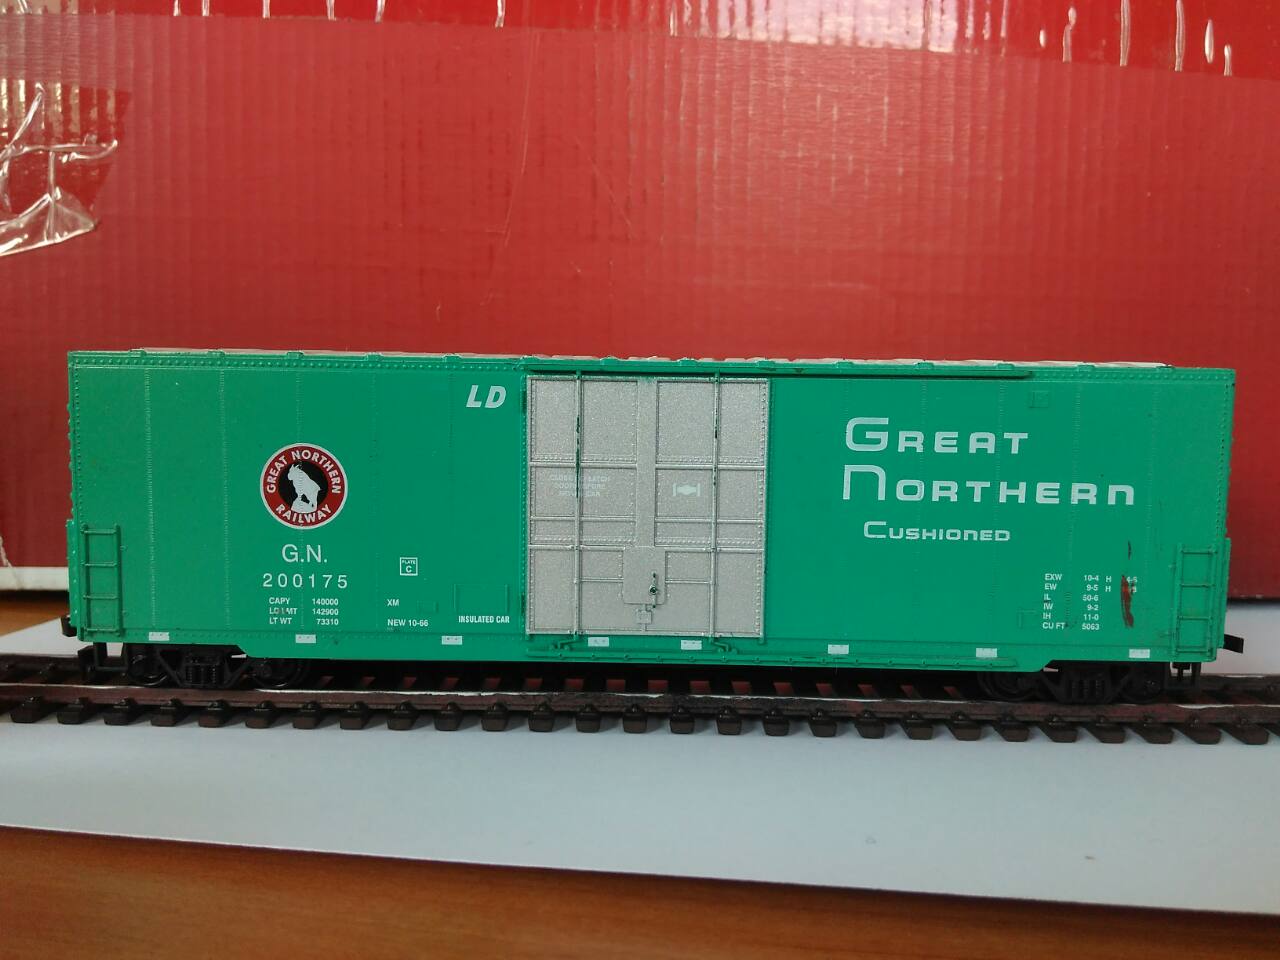 LD
GREAT NORTHERN
RAILWAY
G.N.
200175
CAPY 140000
LD LMT 142900
LT WT 73310
PLATE
C
XM
NEW 10-66
INSULATED CAR
GREAT
NORTHERN
CUSHIONED
EXW 10-4 H
EW 9-5 H
IL 50-6
IW 9-2
IH 11-0
CU FT 5063